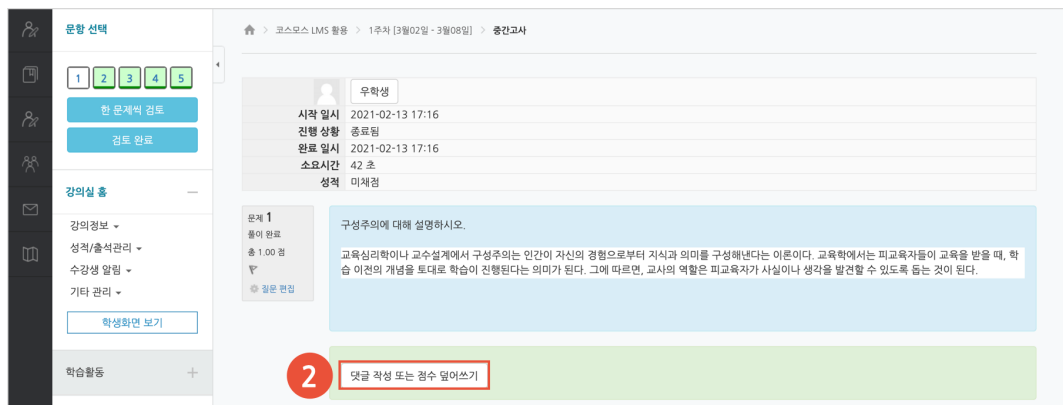 문항 선택
1 2 3 4 5
한 문제씩 검토
검토 완료
강의실 홈
강의정보
성적/출석관리
수강생 알림
기타 관리
학생화면 보기
학습활동
코스모스 LMS 활용 > 1주차 [3월02일 - 3월08일] > 중간고사
우학생
시작 일시 2021-02-13 17:16
진행 상황 종료됨
완료 일시 2021-02-13 17:16
소요시간 42 초
성적 미채점
문제 1
풀이 완료
총 1.00 점
질문 편집
구성주의에 대해 설명하시오.
교육심리학이나 교수설계에서 구성주의는 인간이 자신의 경험으로부터 지식과 의미를 구성해낸다는 이론이다. 교육학에서는 피교육자들이 교육을 받을 때, 학
습 이전의 개념을 토대로 학습이 진행된다는 의미가 된다. 그에 따르면, 교사의 역할은 피교육자가 사실이나 생각을 발견할 수 있도록 돕는 것이 된다.
2 댓글 작성 또는 점수 덮어쓰기